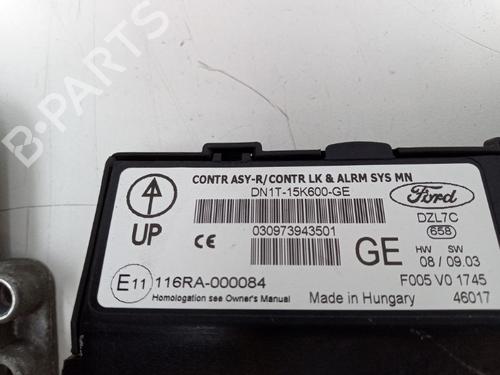 CONTR ASY-R/CONTR LK & ALRM SYS MN
DN1T-15K600-GE
Ford
030973943501
DZL7C
658
UP
CE
GE
HW SW
08 / 09.03
E11 116RA-000084
F005 V0 1745
Homologation see Owner's Manual
Made in Hungary
46017